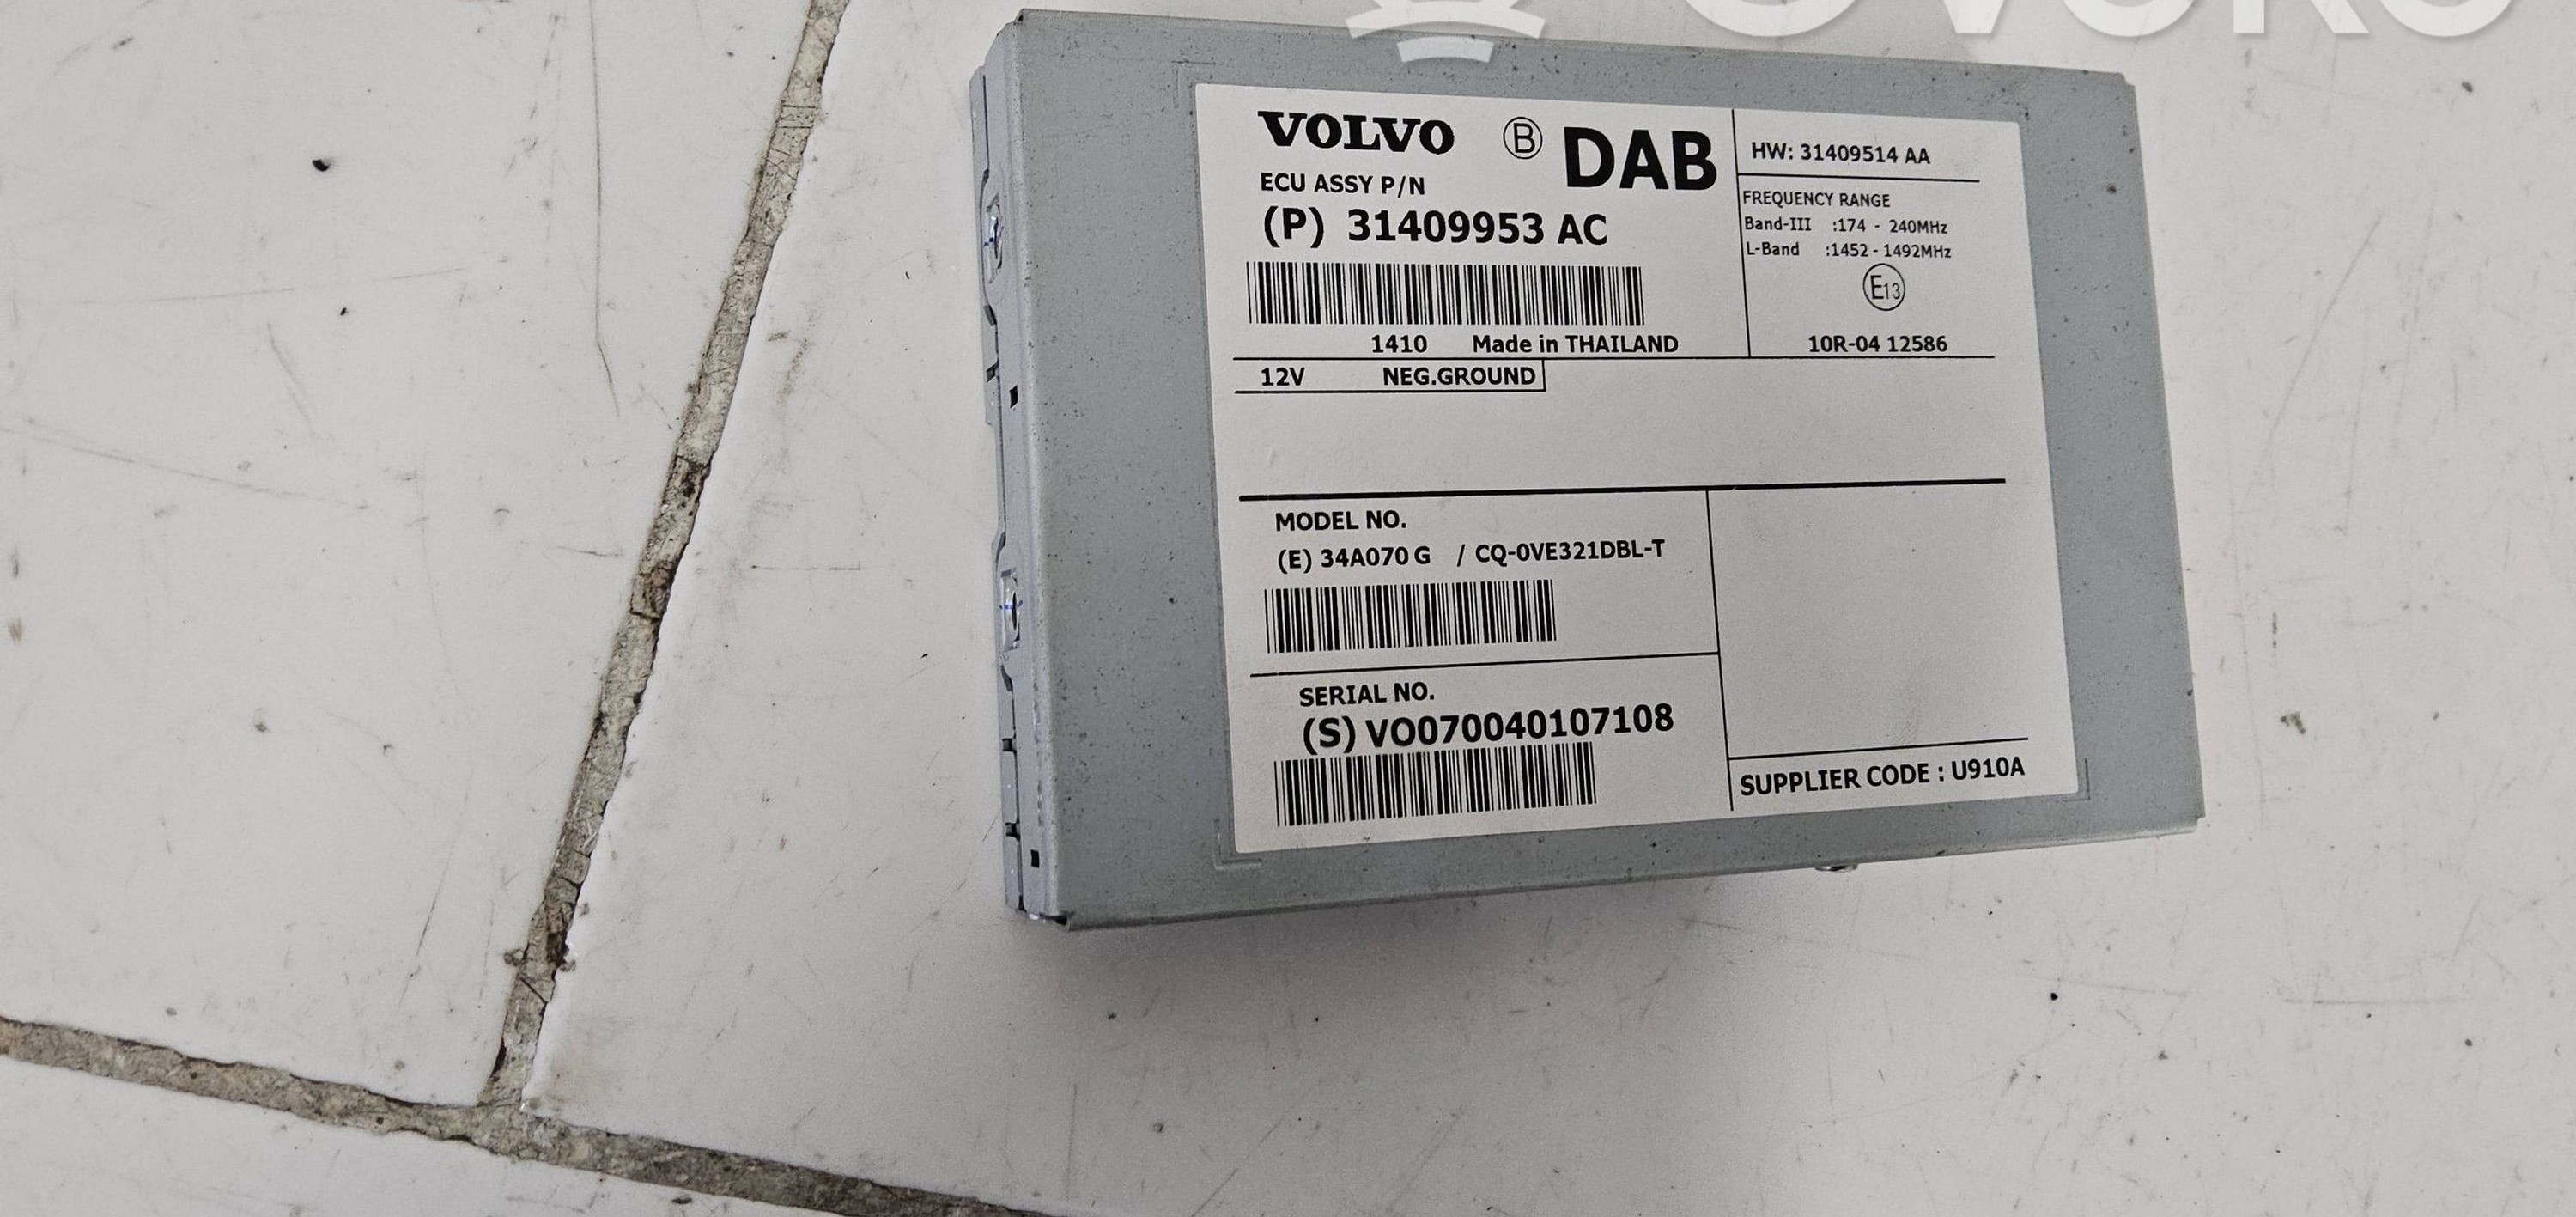 VOLVO Ⓑ DAB
ECU ASSY P/N
(P) 31409953 AC
1410 Made in THAILAND
12V NEG.GROUND
HW: 31409514 AA
FREQUENCY RANGE
Band-III :174 - 240MHz
L-Band :1452 - 1492MHz
E13
10R-04 12586
MODEL NO.
(E) 34A070 G / CQ-0VE321DBL-T
SERIAL NO.
(S) VO070040107108
SUPPLIER CODE : U910A